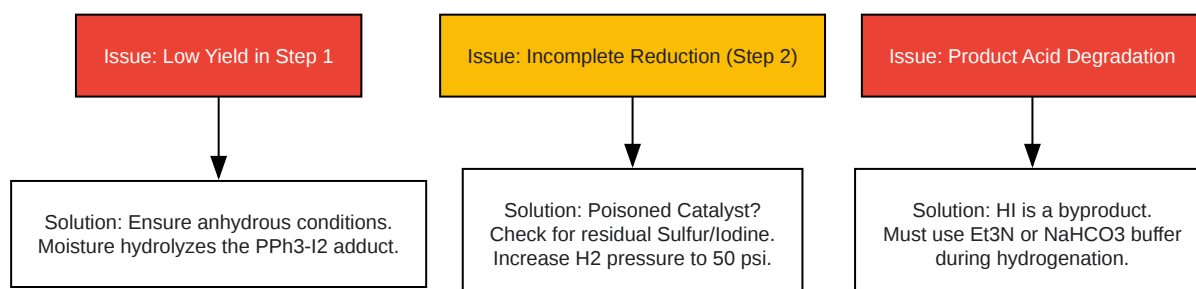 Issue: Low Yield in Step 1
Issue: Incomplete Reduction (Step 2)
Issue: Product Acid Degradation
Solution: Ensure anhydrous conditions.
Moisture hydrolyzes the PPh3-I2 adduct.
Solution: Poisoned Catalyst?
Check for residual Sulfur/Iodine.
Increase H2 pressure to 50 psi.
Solution: HI is a byproduct.
Must use Et3N or NaHCO3 buffer
during hydrogenation.